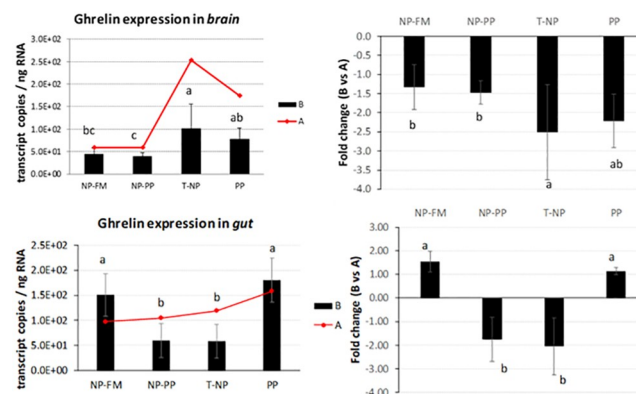 Ghrelin expression in brain
transcript copies / ng RNA
3.0E+02
2.5E+02
2.0E+02
1.5E+02
1.0E+02
5.0E+01
0.0E+00
bc
c
a
ab
NP-FM NP-PP T-NP PP
B
A
NP-FM NP-PP T-NP PP
Fold change (B vs A)
0.0
-0.5
-1.0
-1.5
-2.0
-2.5
-3.0
-3.5
-4.0
b
b
a
ab
Ghrelin expression in gut
transcript copies / ng RNA
2.5E+02
2.0E+02
1.5E+02
1.0E+02
5.0E+01
0.0E+00
a
b
b
a
NP-FM NP-PP T-NP PP
B
A
NP-FM NP-PP T-NP PP
Fold change (B vs A)
3.00
2.00
1.00
0.00
-1.00
-2.00
-3.00
-4.00
a
b
b
a